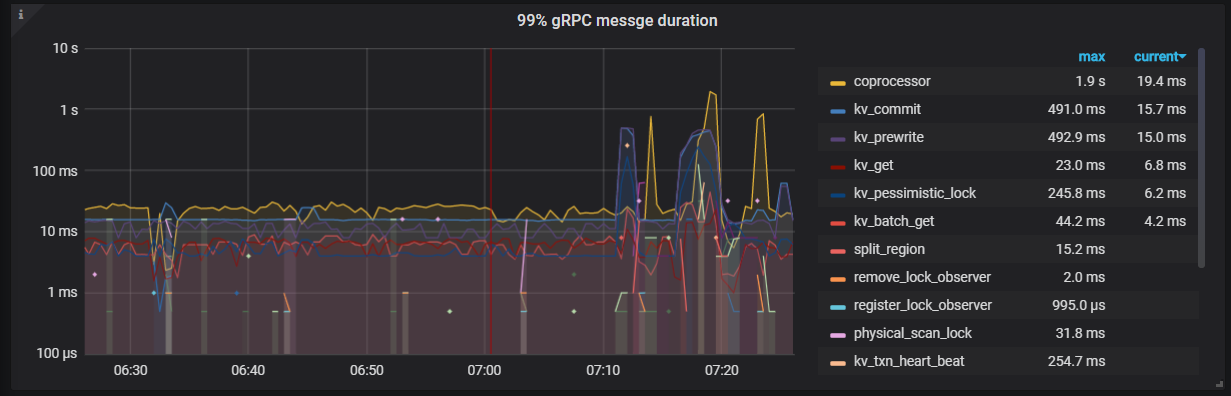 i
99% gRPC messge duration
10 s
1 s
100 ms
10 ms
1 ms
100 µs
06:30 06:40 06:50 07:00 07:10 07:20
max current
coprocessor 1.9 s 19.4 ms
kv_commit 491.0 ms 15.7 ms
kv_prewrite 492.9 ms 15.0 ms
kv_get 23.0 ms 6.8 ms
kv_pessimistic_lock 245.8 ms 6.2 ms
kv_batch_get 44.2 ms 4.2 ms
split_region 15.2 ms
remove_lock_observer 2.0 ms
register_lock_observer 995.0 µs
physical_scan_lock 31.8 ms
kv_txn_heart_beat 254.7 ms